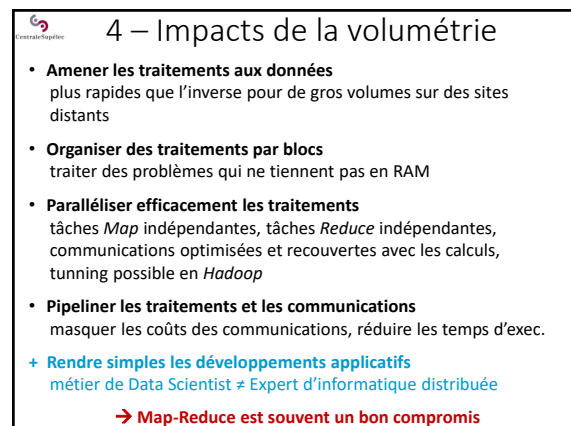 CentraleSupélec
4 – Impacts de la volumétrie
• Amener les traitements aux données
plus rapides que l'inverse pour de gros volumes sur des sites
distants
• Organiser des traitements par blocs
traiter des problèmes qui ne tiennent pas en RAM
• Paralléliser efficacement les traitements
tâches Map indépendantes, tâches Reduce indépendantes,
communications optimisées et recouvertes avec les calculs,
tunning possible en Hadoop
• Pipeliner les traitements et les communications
masquer les coûts des communications, réduire les temps d'exec.
+ Rendre simples les développements applicatifs
métier de Data Scientist ≠ Expert d'informatique distribuée
→ Map-Reduce est souvent un bon compromis